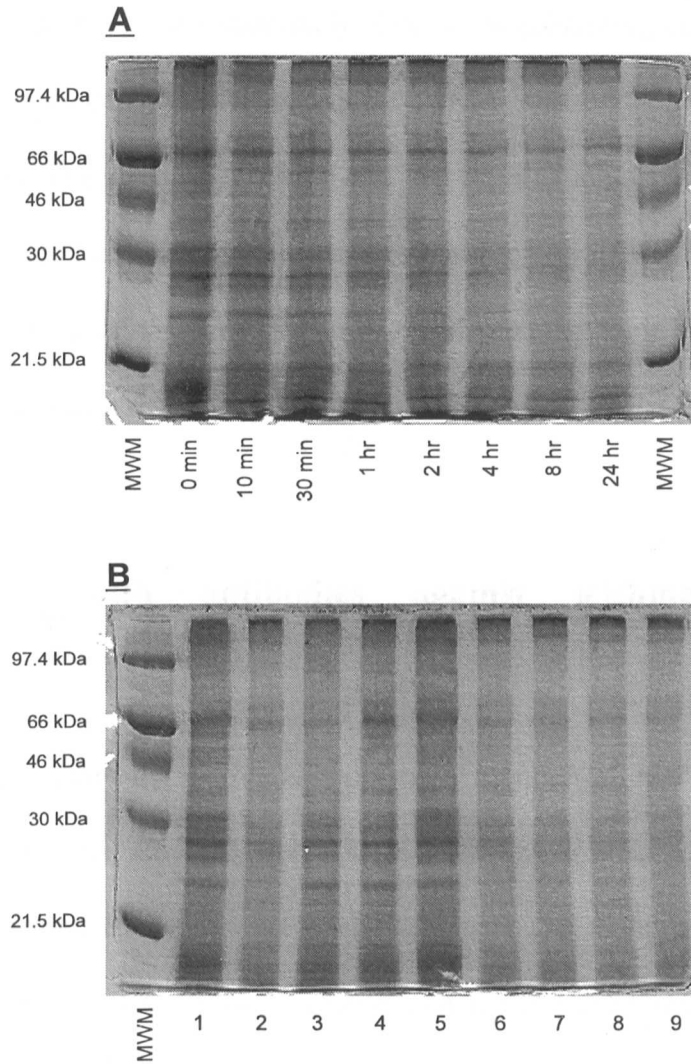 A
97.4 kDa
66 kDa
46 kDa
30 kDa
21.5 kDa
MWM
0 min
10 min
30 min
1 hr
2 hr
4 hr
8 hr
24 hr
MWM
B
97.4 kDa
66 kDa
46 kDa
30 kDa
21.5 kDa
MWM 1 2 3 4 5 6 7 8 9